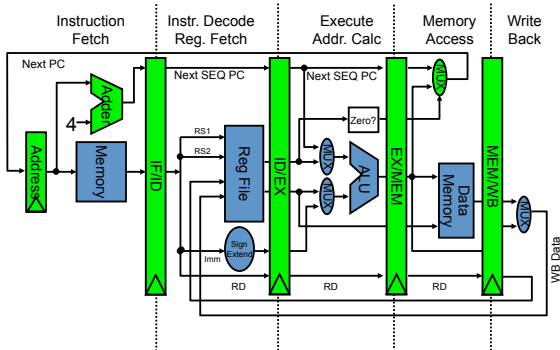 Instruction
Fetch
Instr. Decode
Reg. Fetch
Execute
Addr. Calc
Memory
Access
Write
Back
Next PC
Next SEQ PC
Next SEQ PC
MUX
Adder
4
Zero?
RS1
RS2
Address
Memory
IF/ID
Reg File
ID/EX
MUX
MUX
ALU
EX/MEM
Data
Memory
MEM/WB
MUX
Sign
Extend
Imm
RD
RD
RD
WB Data